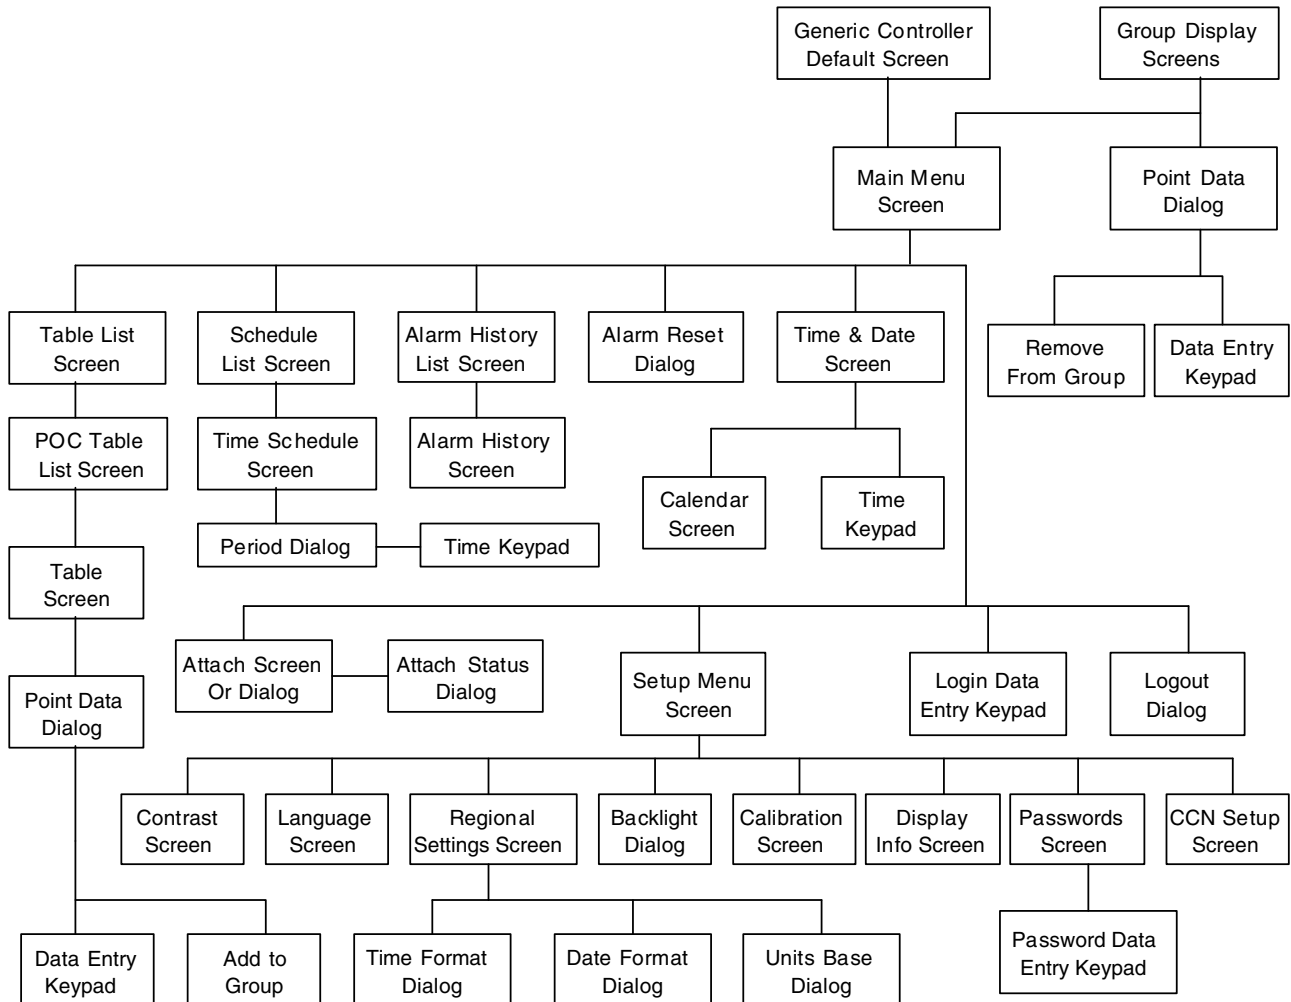 Generic Controller
Default Screen
Group Display
Screens
Main Menu
Screen
Point Data
Dialog
Table List
Screen
Schedule
List Screen
Alarm History
List Screen
Alarm Reset
Dialog
Time & Date
Screen
Remove
From Group
Data Entry
Keypad
POC Table
List Screen
Time Schedule
Screen
Alarm History
Screen
Calendar
Screen
Time
Keypad
Period Dialog
Time Keypad
Table
Screen
Attach Screen
Or Dialog
Attach Status
Dialog
Setup Menu
Screen
Login Data
Entry Keypad
Logout
Dialog
Point Data
Dialog
Contrast
Screen
Language
Screen
Regional
Settings Screen
Backlight
Dialog
Calibration
Screen
Display
Info Screen
Passwords
Screen
CCN Setup
Screen
Data Entry
Keypad
Add to
Group
Time Format
Dialog
Date Format
Dialog
Units Base
Dialog
Password Data
Entry Keypad